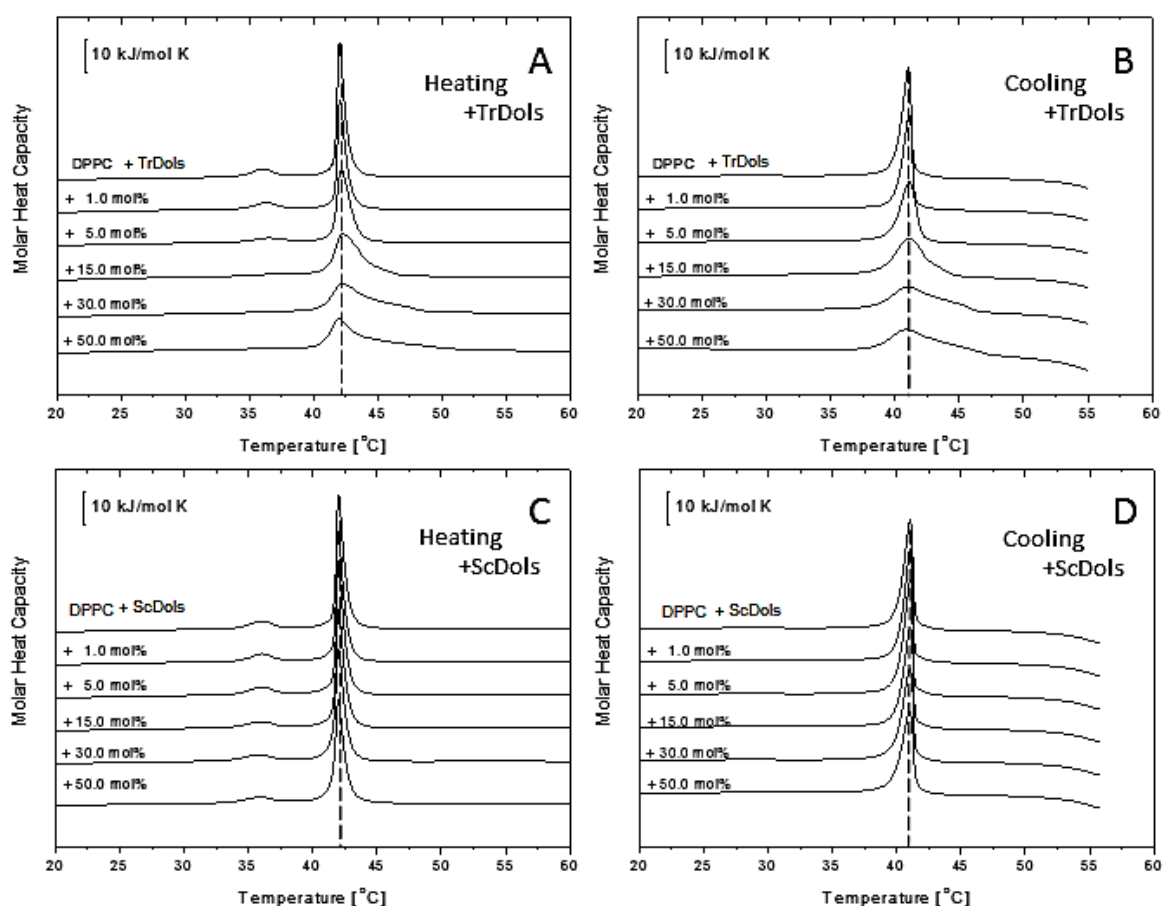 10 kJ/mol K
A
Heating
+TrDols
Molar Heat Capacity
DPPC + TrDols
+ 1.0 mol%
+ 5.0 mol%
+15.0 mol%
+ 30.0 mol%
+ 50.0 mol%
20 25 30 35 40 45 50 55 60
Temperature [°C]
10 kJ/mol K
B
Cooling
+TrDols
Molar Heat Capacity
DPPC + TrDols
+ 1.0 mol%
+ 5.0 mol%
+15.0 mol%
+30.0 mol%
+50.0 mol%
20 25 30 35 40 45 50 55 60
Temperature [°C]
10 kJ/mol K
C
Heating
+ScDols
Molar Heat Capacity
DPPC + ScDols
+ 1.0 mol%
+ 5.0 mol%
+15.0 mol%
+30.0 mol%
+50.0 mol%
20 25 30 35 40 45 50 55 60
Temperature [°C]
10 kJ/mol K
D
Cooling
+ScDols
Molar Heat Capacity
DPPC + ScDols
+ 1.0 mol%
+ 5.0 mol%
+15.0 mol%
+30.0 mol%
+50.0 mol%
20 25 30 35 40 45 50 55 60
Temperature [°C]